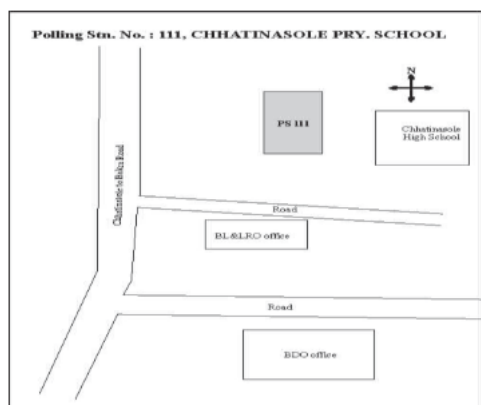 Polling Stn. No. : 111, CHHATINASOLE PRY. SCHOOL
N
PS 111
Chhatinasole
High School
Road
BL&LRO office
Road
BDO office